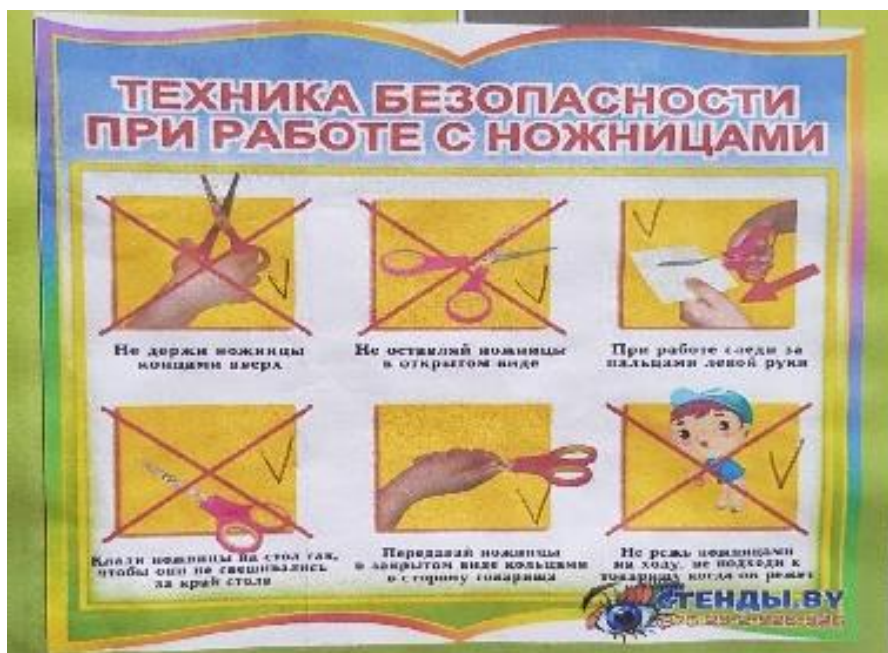 ТЕХНИКА БЕЗОПАСНОСТИ
ПРИ РАБОТЕ С НОЖНИЦАМИ
Не держи ножницы
концами вверх
Не оставляй ножницы
в открытом виде
При работе следи за
пальцами левой руки
Клади ножницы на стол так,
чтобы они не свешивались
за край стола
Передавай ножницы
в закрытом виде кольцами
в сторону товарища
Не режь ножницами
на ходу, не подходи к
товарищу когда он режет
СТЕНДЫ.BY